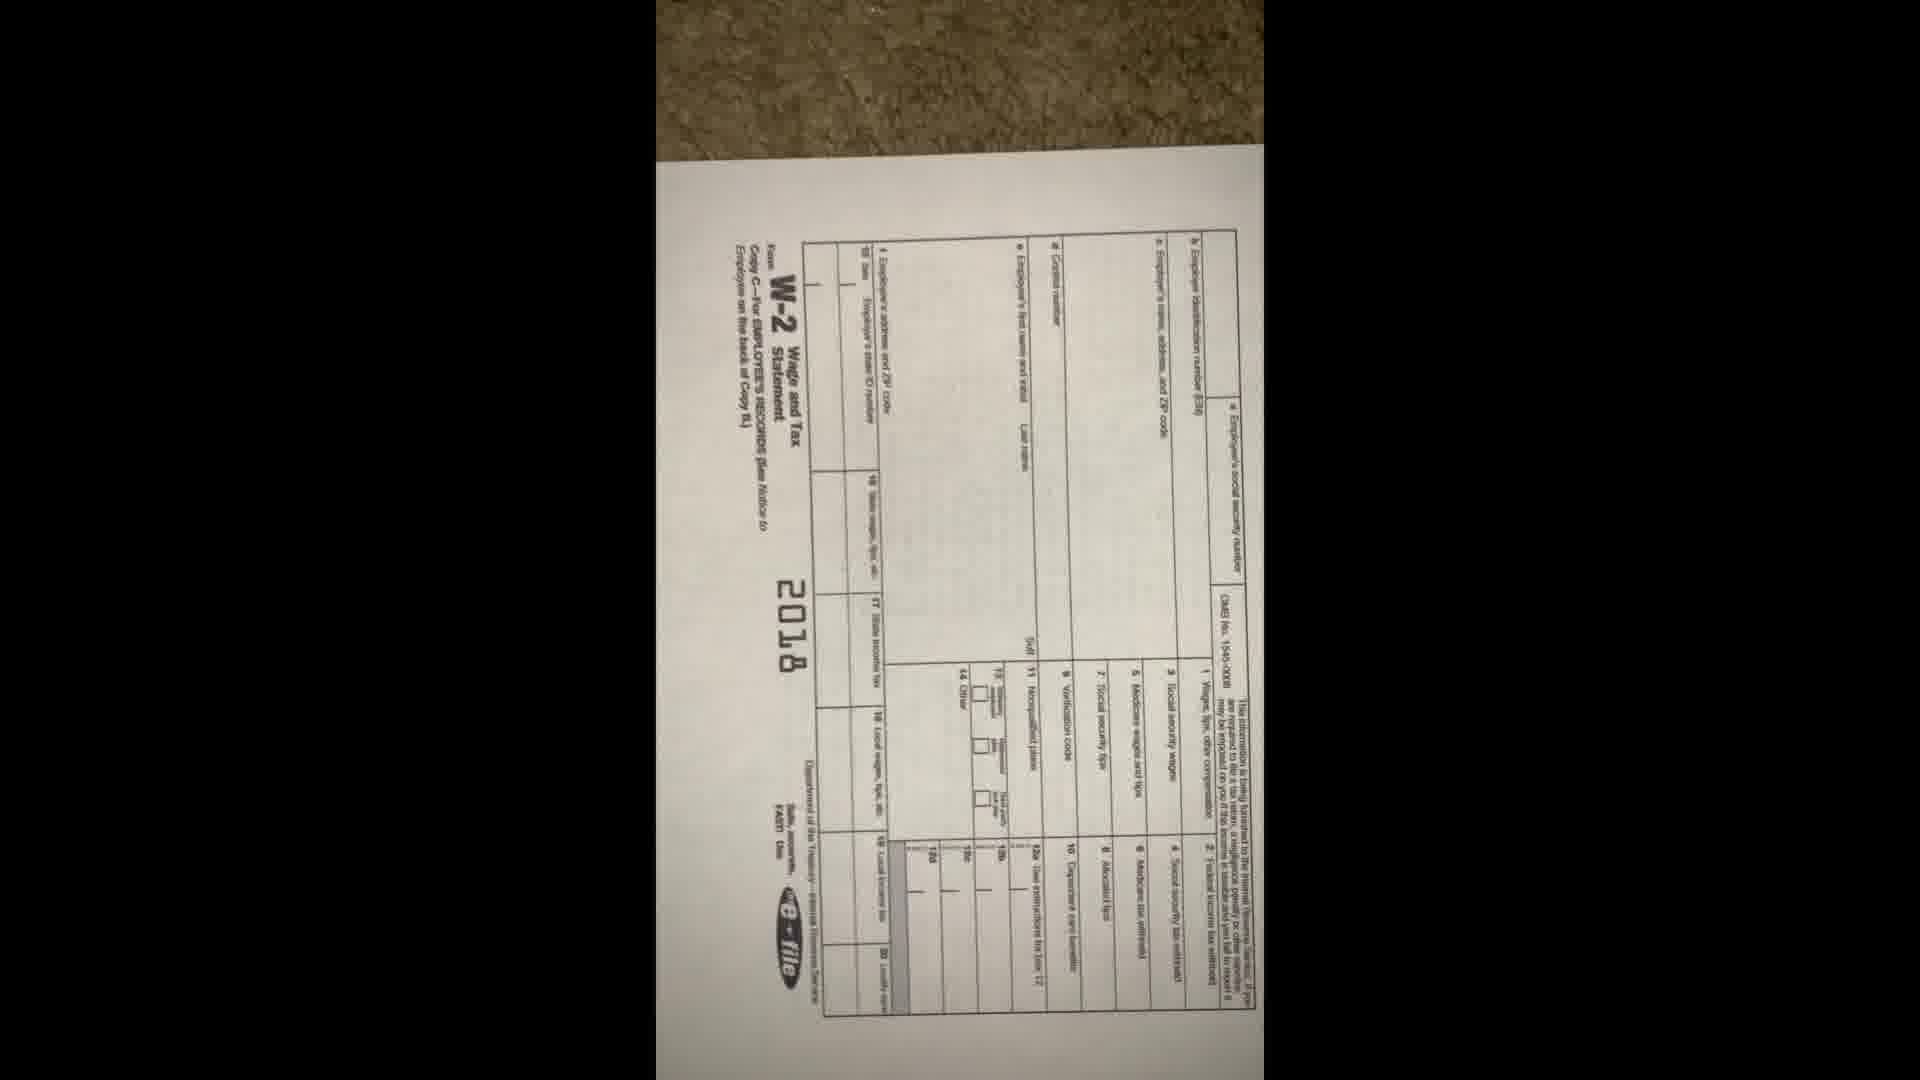 a Employee's social security number
OMB No. 1545-0008
This information is being furnished to the Internal Revenue Service. If you
are required to file a tax return, a negligence penalty or other sanction
may be imposed on you if this income is taxable and you fail to report it.
b Employer identification number (EIN)
1 Wages, tips, other compensation
2 Federal income tax withheld
c Employer's name, address, and ZIP code
3 Social security wages
4 Social security tax withheld
5 Medicare wages and tips
6 Medicare tax withheld
7 Social security tips
8 Allocated tips
d Control number
9 Verification code
10 Dependent care benefits
e Employee's first name and initial Last name Suff.
11 Nonqualified plans
12a See instructions for box 12
13
12b
14 Other
12c
12d
f Employee's address and ZIP code
15 State Employer's state ID number
16 State wages, tips, etc.
17 State income tax
18 Local wages, tips, etc.
19 Local income tax
20 Locality name
Form W-2 Wage and Tax Statement
2018
Department of the Treasury—Internal Revenue Service
Copy C—For EMPLOYEE'S RECORDS (See Notice to
Employee on the back of Copy B.)
Safe, accurate,
FAST! Use
e-file